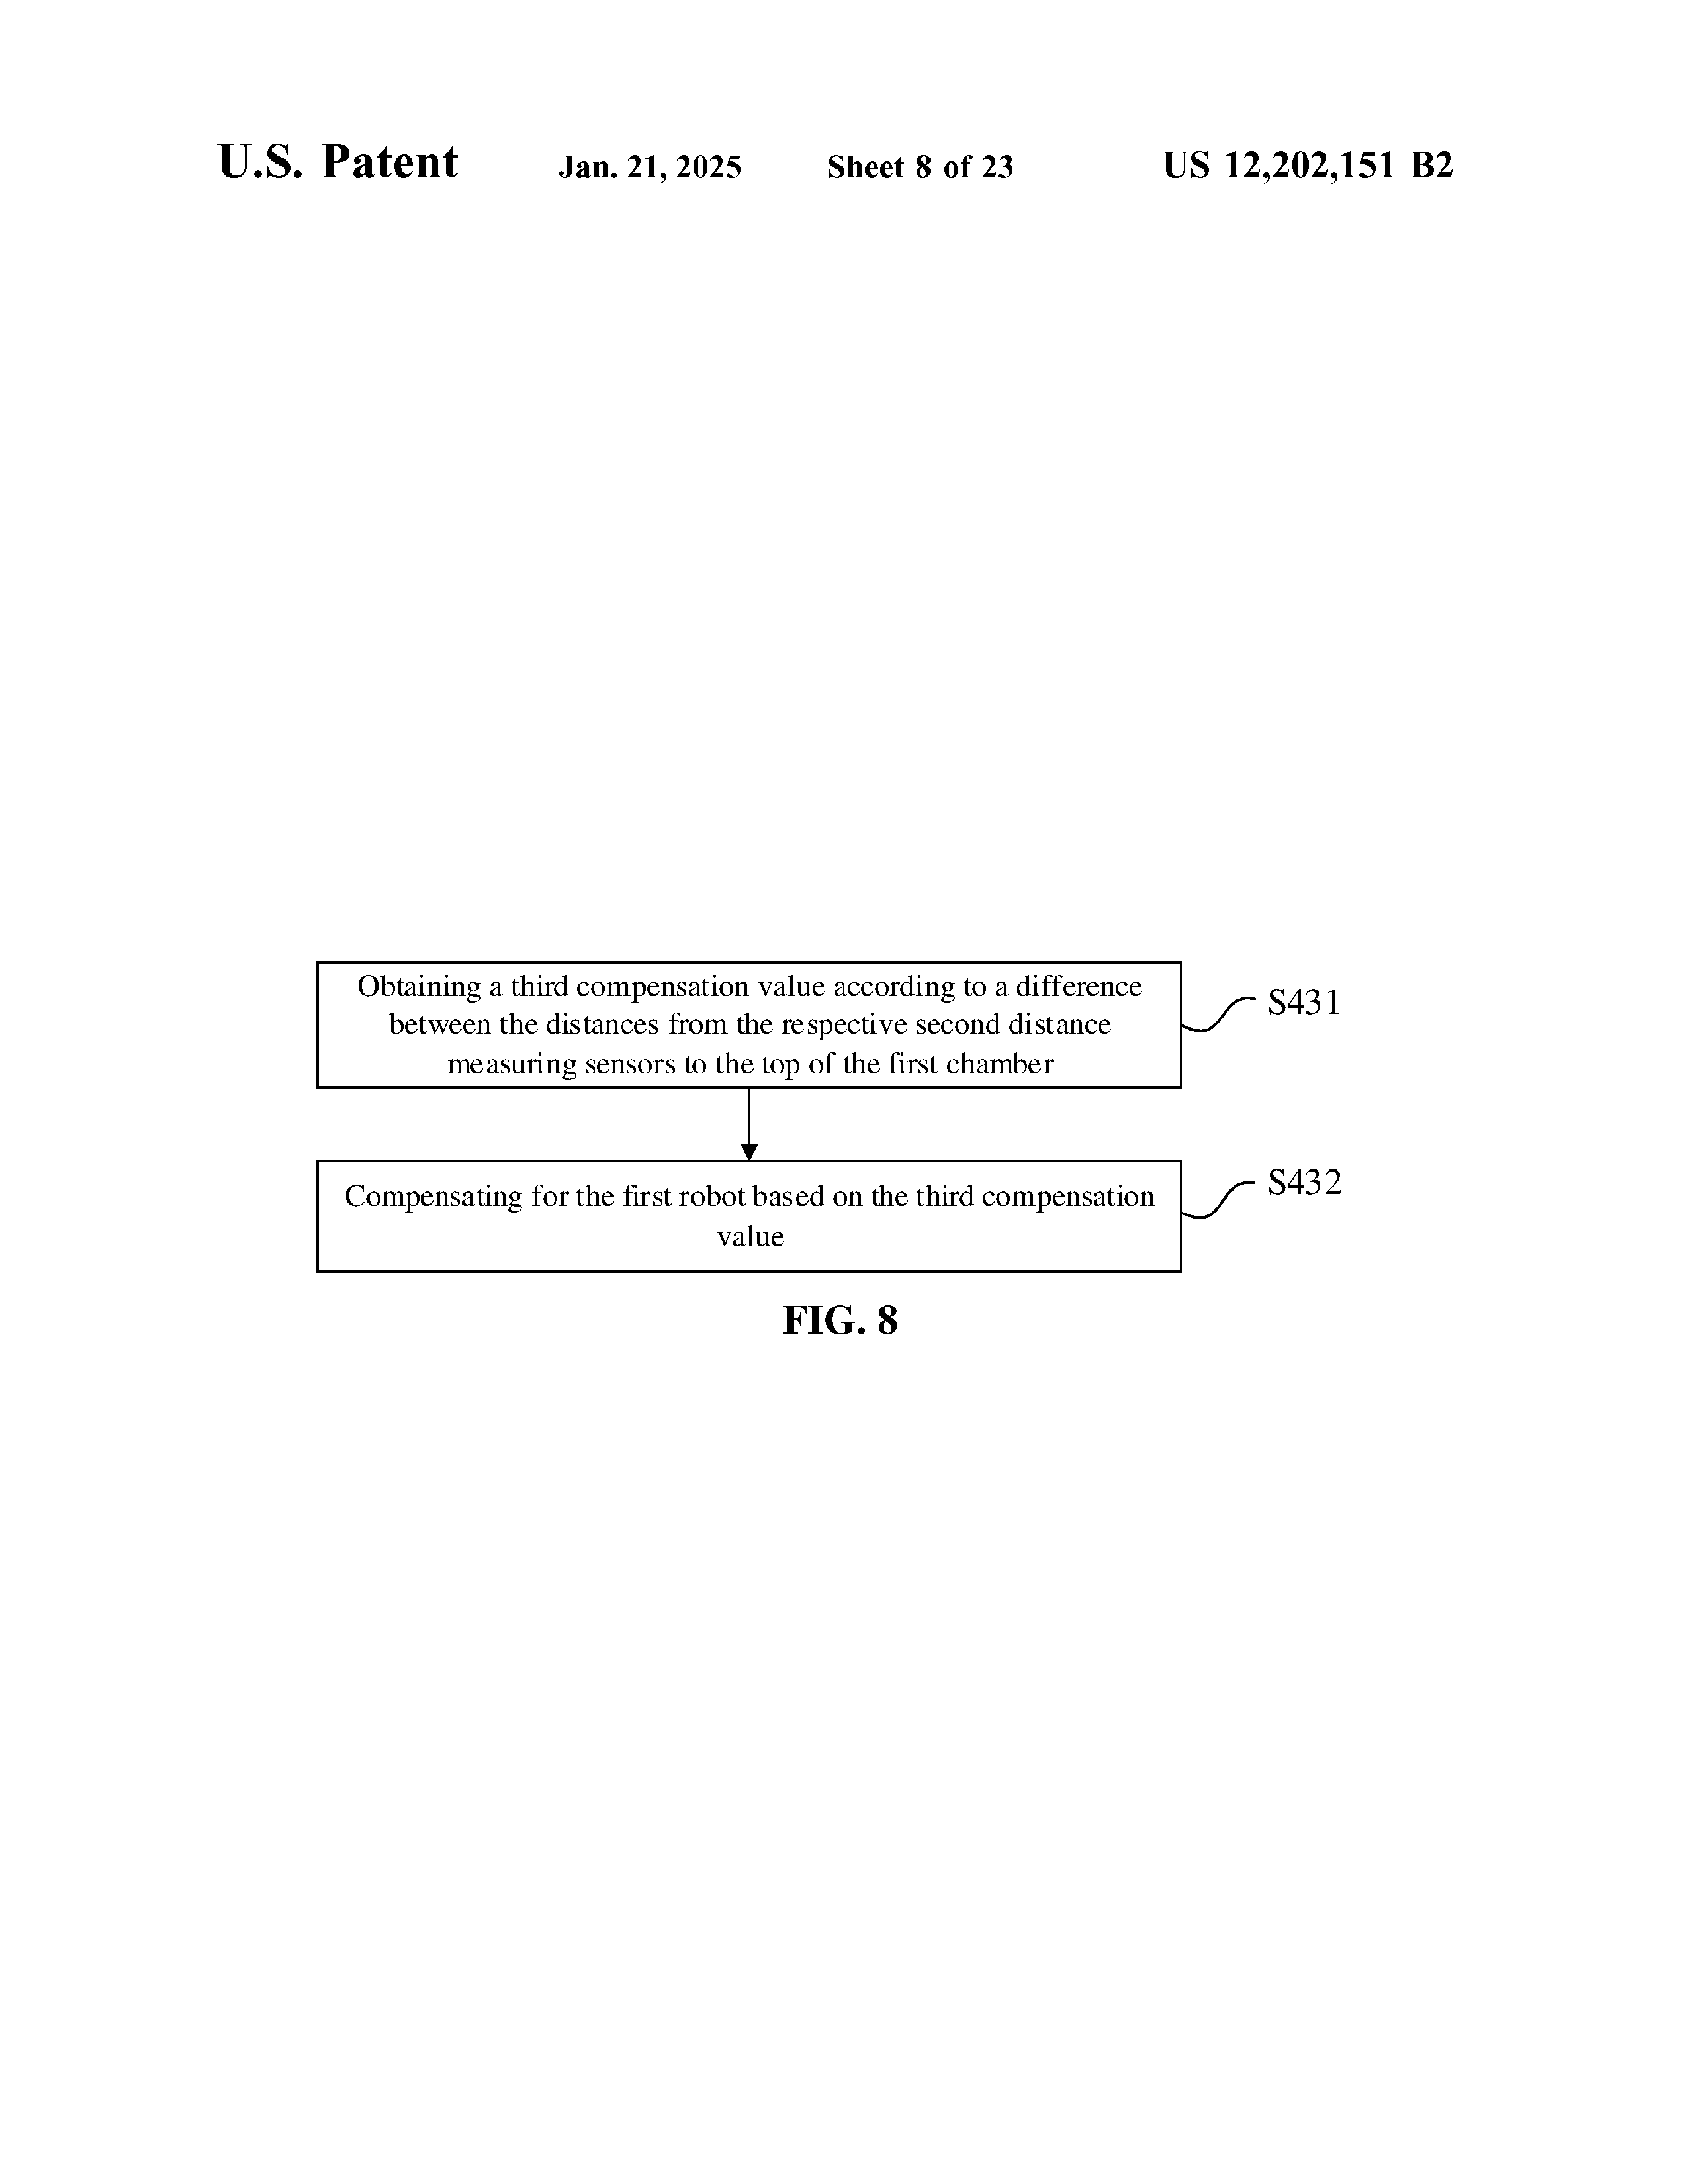 U.S. Patent Jan. 21, 2025 Sheet 8 of 23 US 12,202,151 B2
Obtaining a third compensation value according to a difference
between the distances from the respective second distance
measuring sensors to the top of the first chamber
S431
Compensating for the first robot based on the third compensation
value
S432
FIG. 8